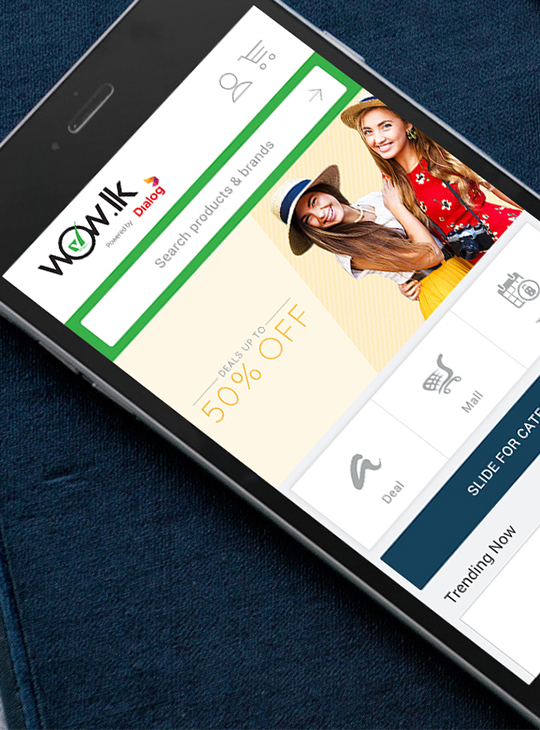 wow.lk
Powered by Dialog
Search products & brands
DEALS UP TO
50% OFF
Deal
Mall
SLIDE FOR CATE
Trending Now